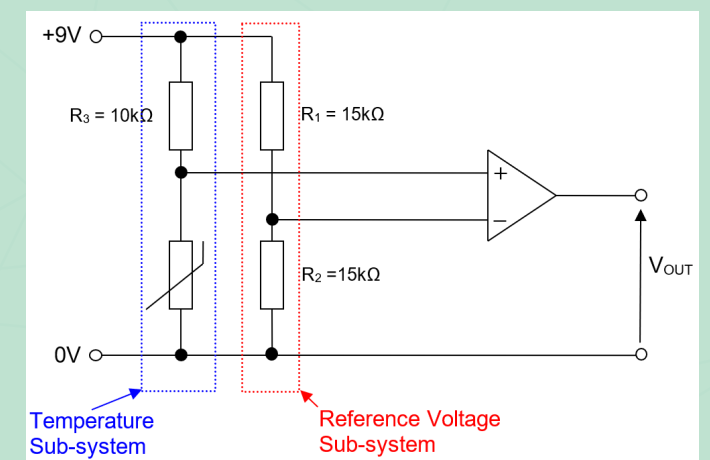 +9V
R₃ = 10kΩ
R₁ = 15kΩ
+
−
R₂ =15kΩ
VOUT
0V
Temperature
Sub-system
Reference Voltage
Sub-system